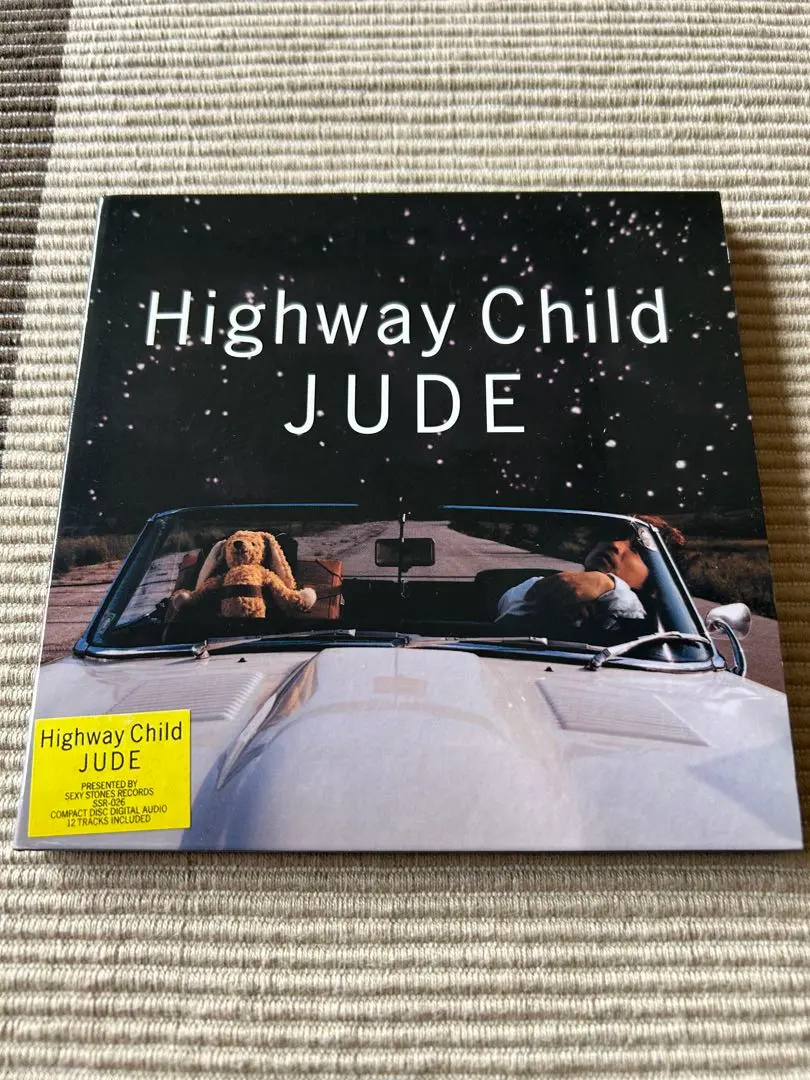 Highway Child
JUDE
Highway Child
JUDE
PRESENTED BY
SEXY STONES RECORDS
SSR-026
COMPACT DISC DIGITAL AUDIO
12 TRACKS INCLUDED